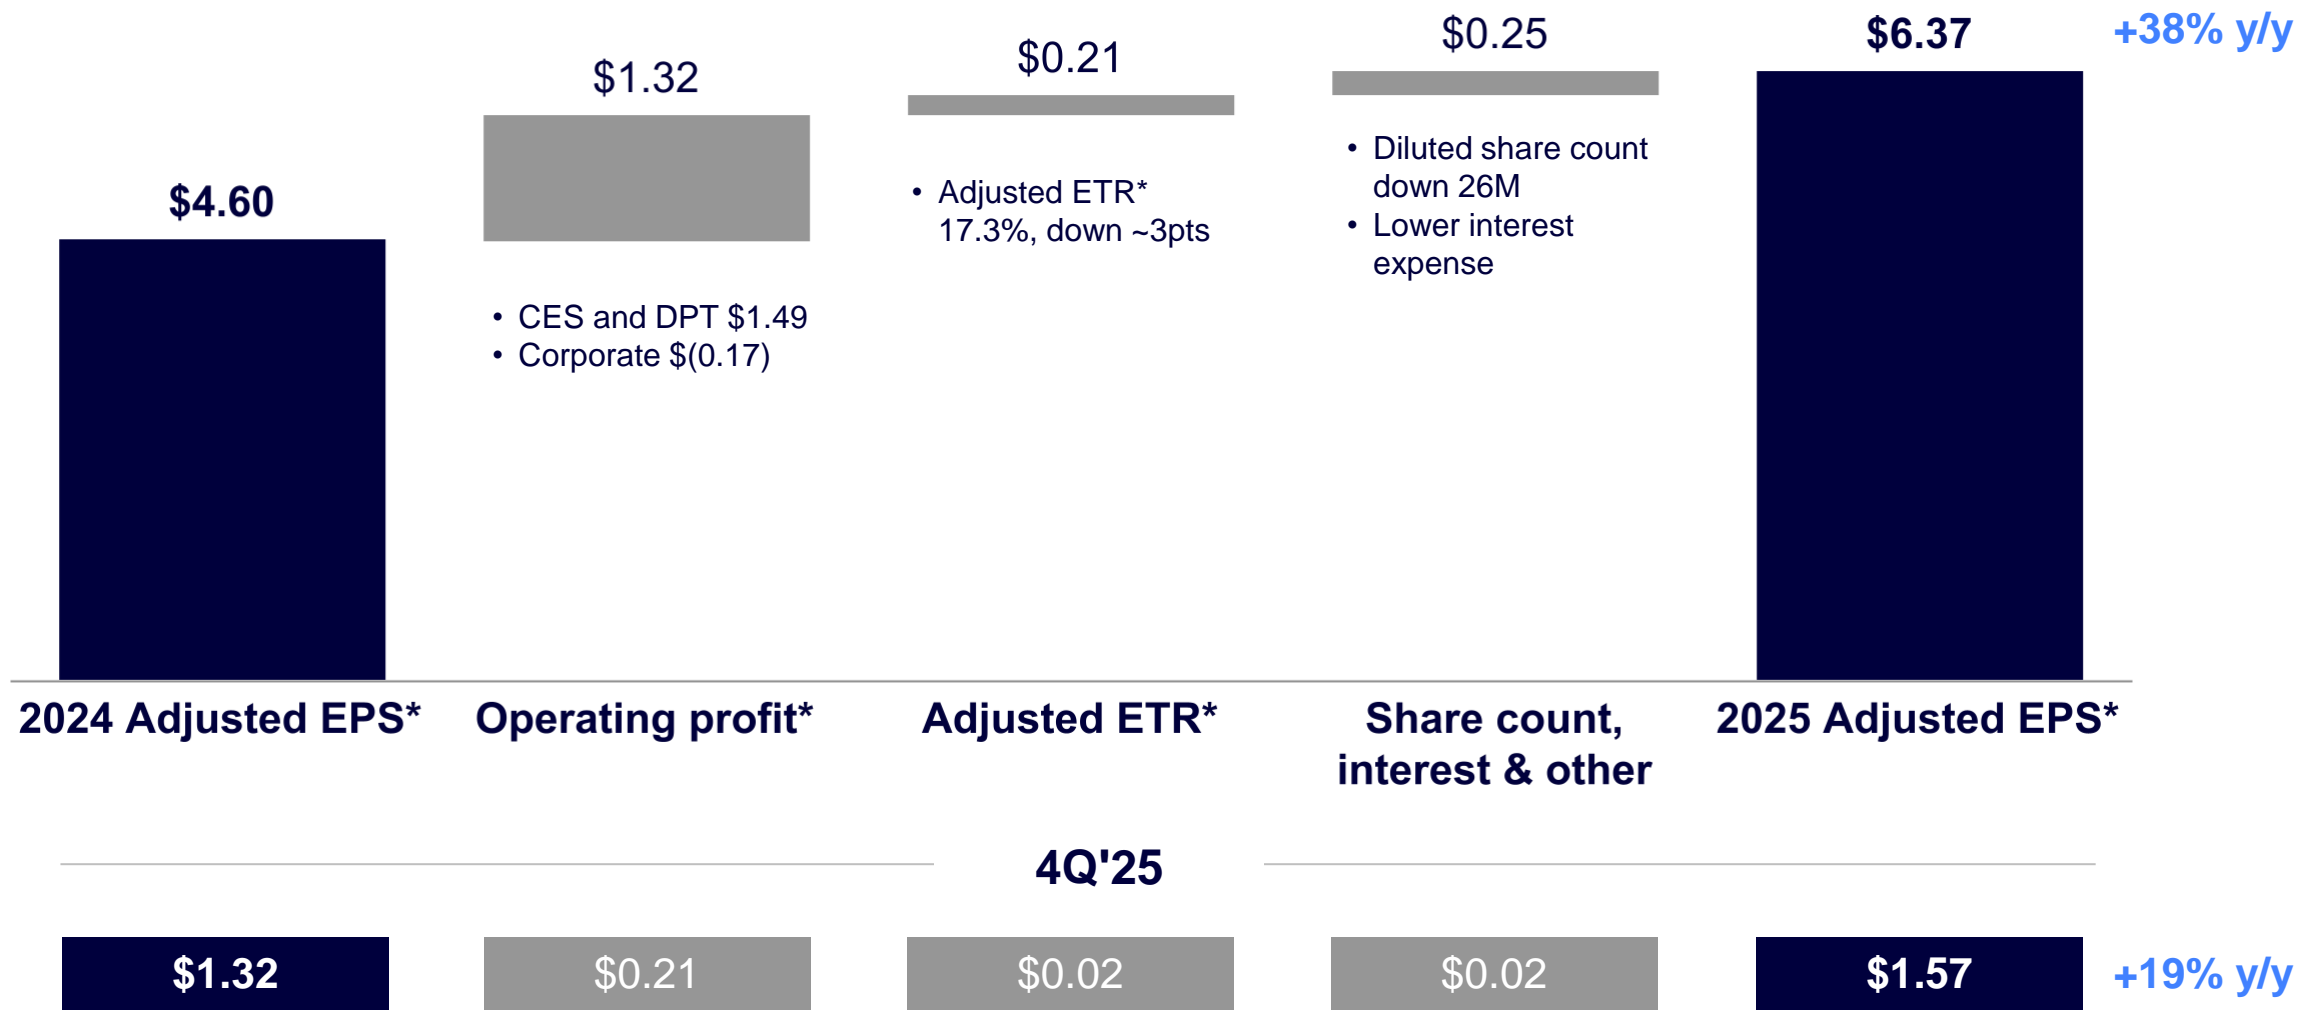 $4.60
$1.32
$0.21
$0.25
$6.37
+38% y/y
• CES and DPT $1.49
• Corporate $(0.17)
• Adjusted ETR*
17.3%, down ~3pts
• Diluted share count
down 26M
• Lower interest
expense
2024 Adjusted EPS*
Operating profit*
Adjusted ETR*
Share count,
interest & other
2025 Adjusted EPS*
4Q'25
$1.32
$0.21
$0.02
$0.02
$1.57
+19% y/y